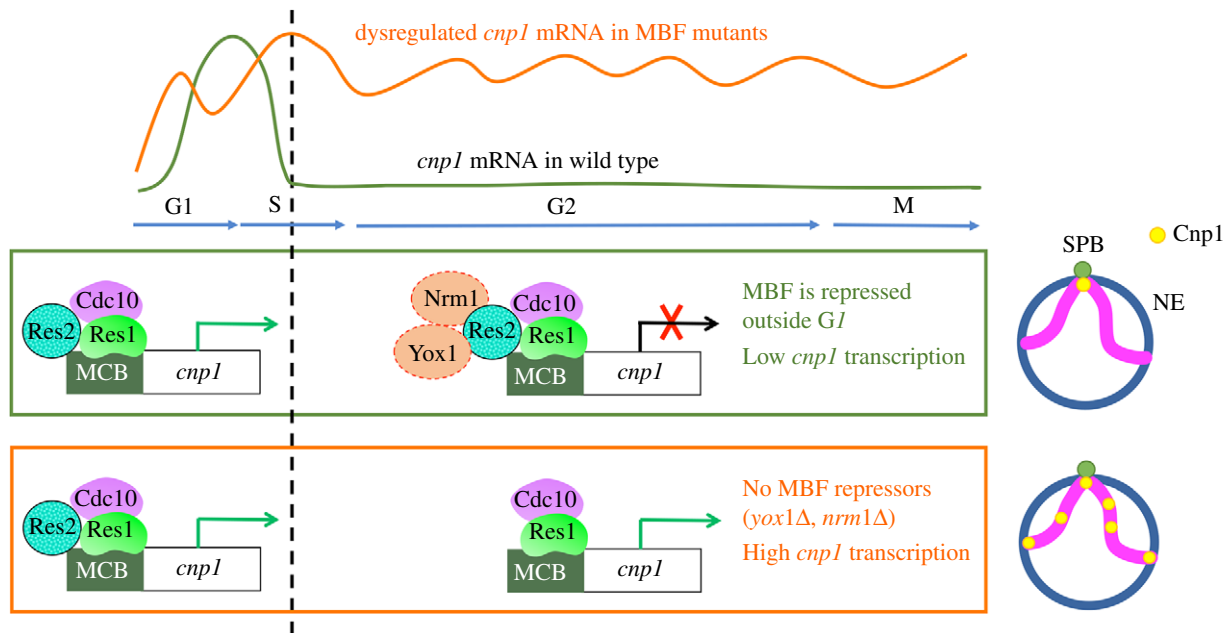 dysregulated cnp1 mRNA in MBF mutants
cnp1 mRNA in wild type
G1 S G2 M
Cnp1
SPB
NE
Cdc10
Res2 Res1
MCB cnp1
Nrm1 Cdc10
Yox1 Res2 Res1
MCB cnp1
MBF is repressed
outside G1
Low cnp1 transcription
Cdc10
Res2 Res1
MCB cnp1
Cdc10
Res1
MCB cnp1
No MBF repressors
(yox1Δ, nrm1Δ)
High cnp1 transcription